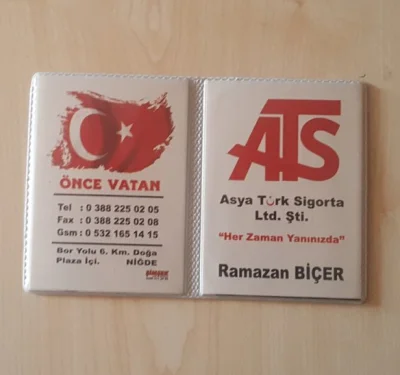 ÖNCE VATAN
Tel : 0 388 225 02 05
Fax : 0 388 225 02 08
Gsm : 0 532 165 14 15
Bor Yolu 6. Km. Doğa
Plaza İçi. NİĞDE
ATS
Asya Türk Sigorta
Ltd. Şti.
"Her Zaman Yanınızda"
Ramazan BİÇER